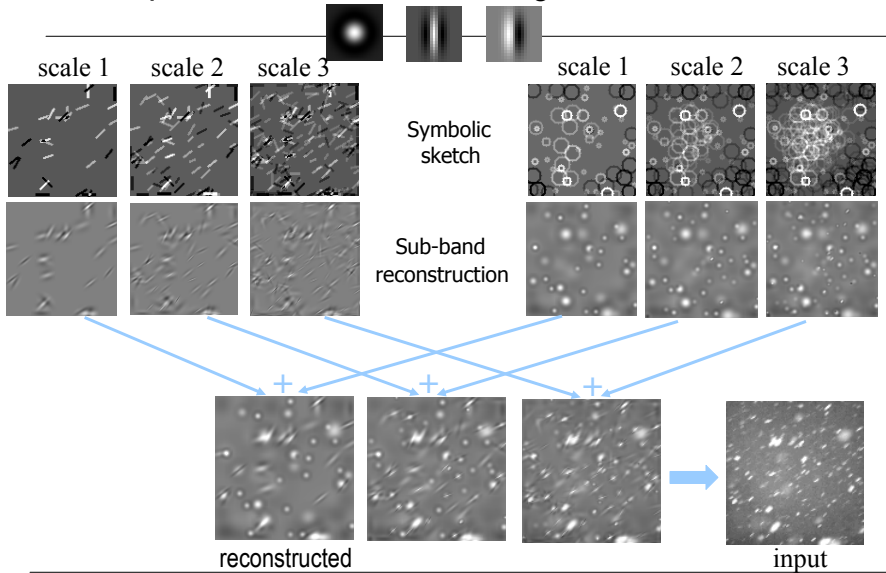 scale 1 scale 2 scale 3 scale 1 scale 2 scale 3
Symbolic
sketch
Sub-band
reconstruction
+ + +
reconstructed input